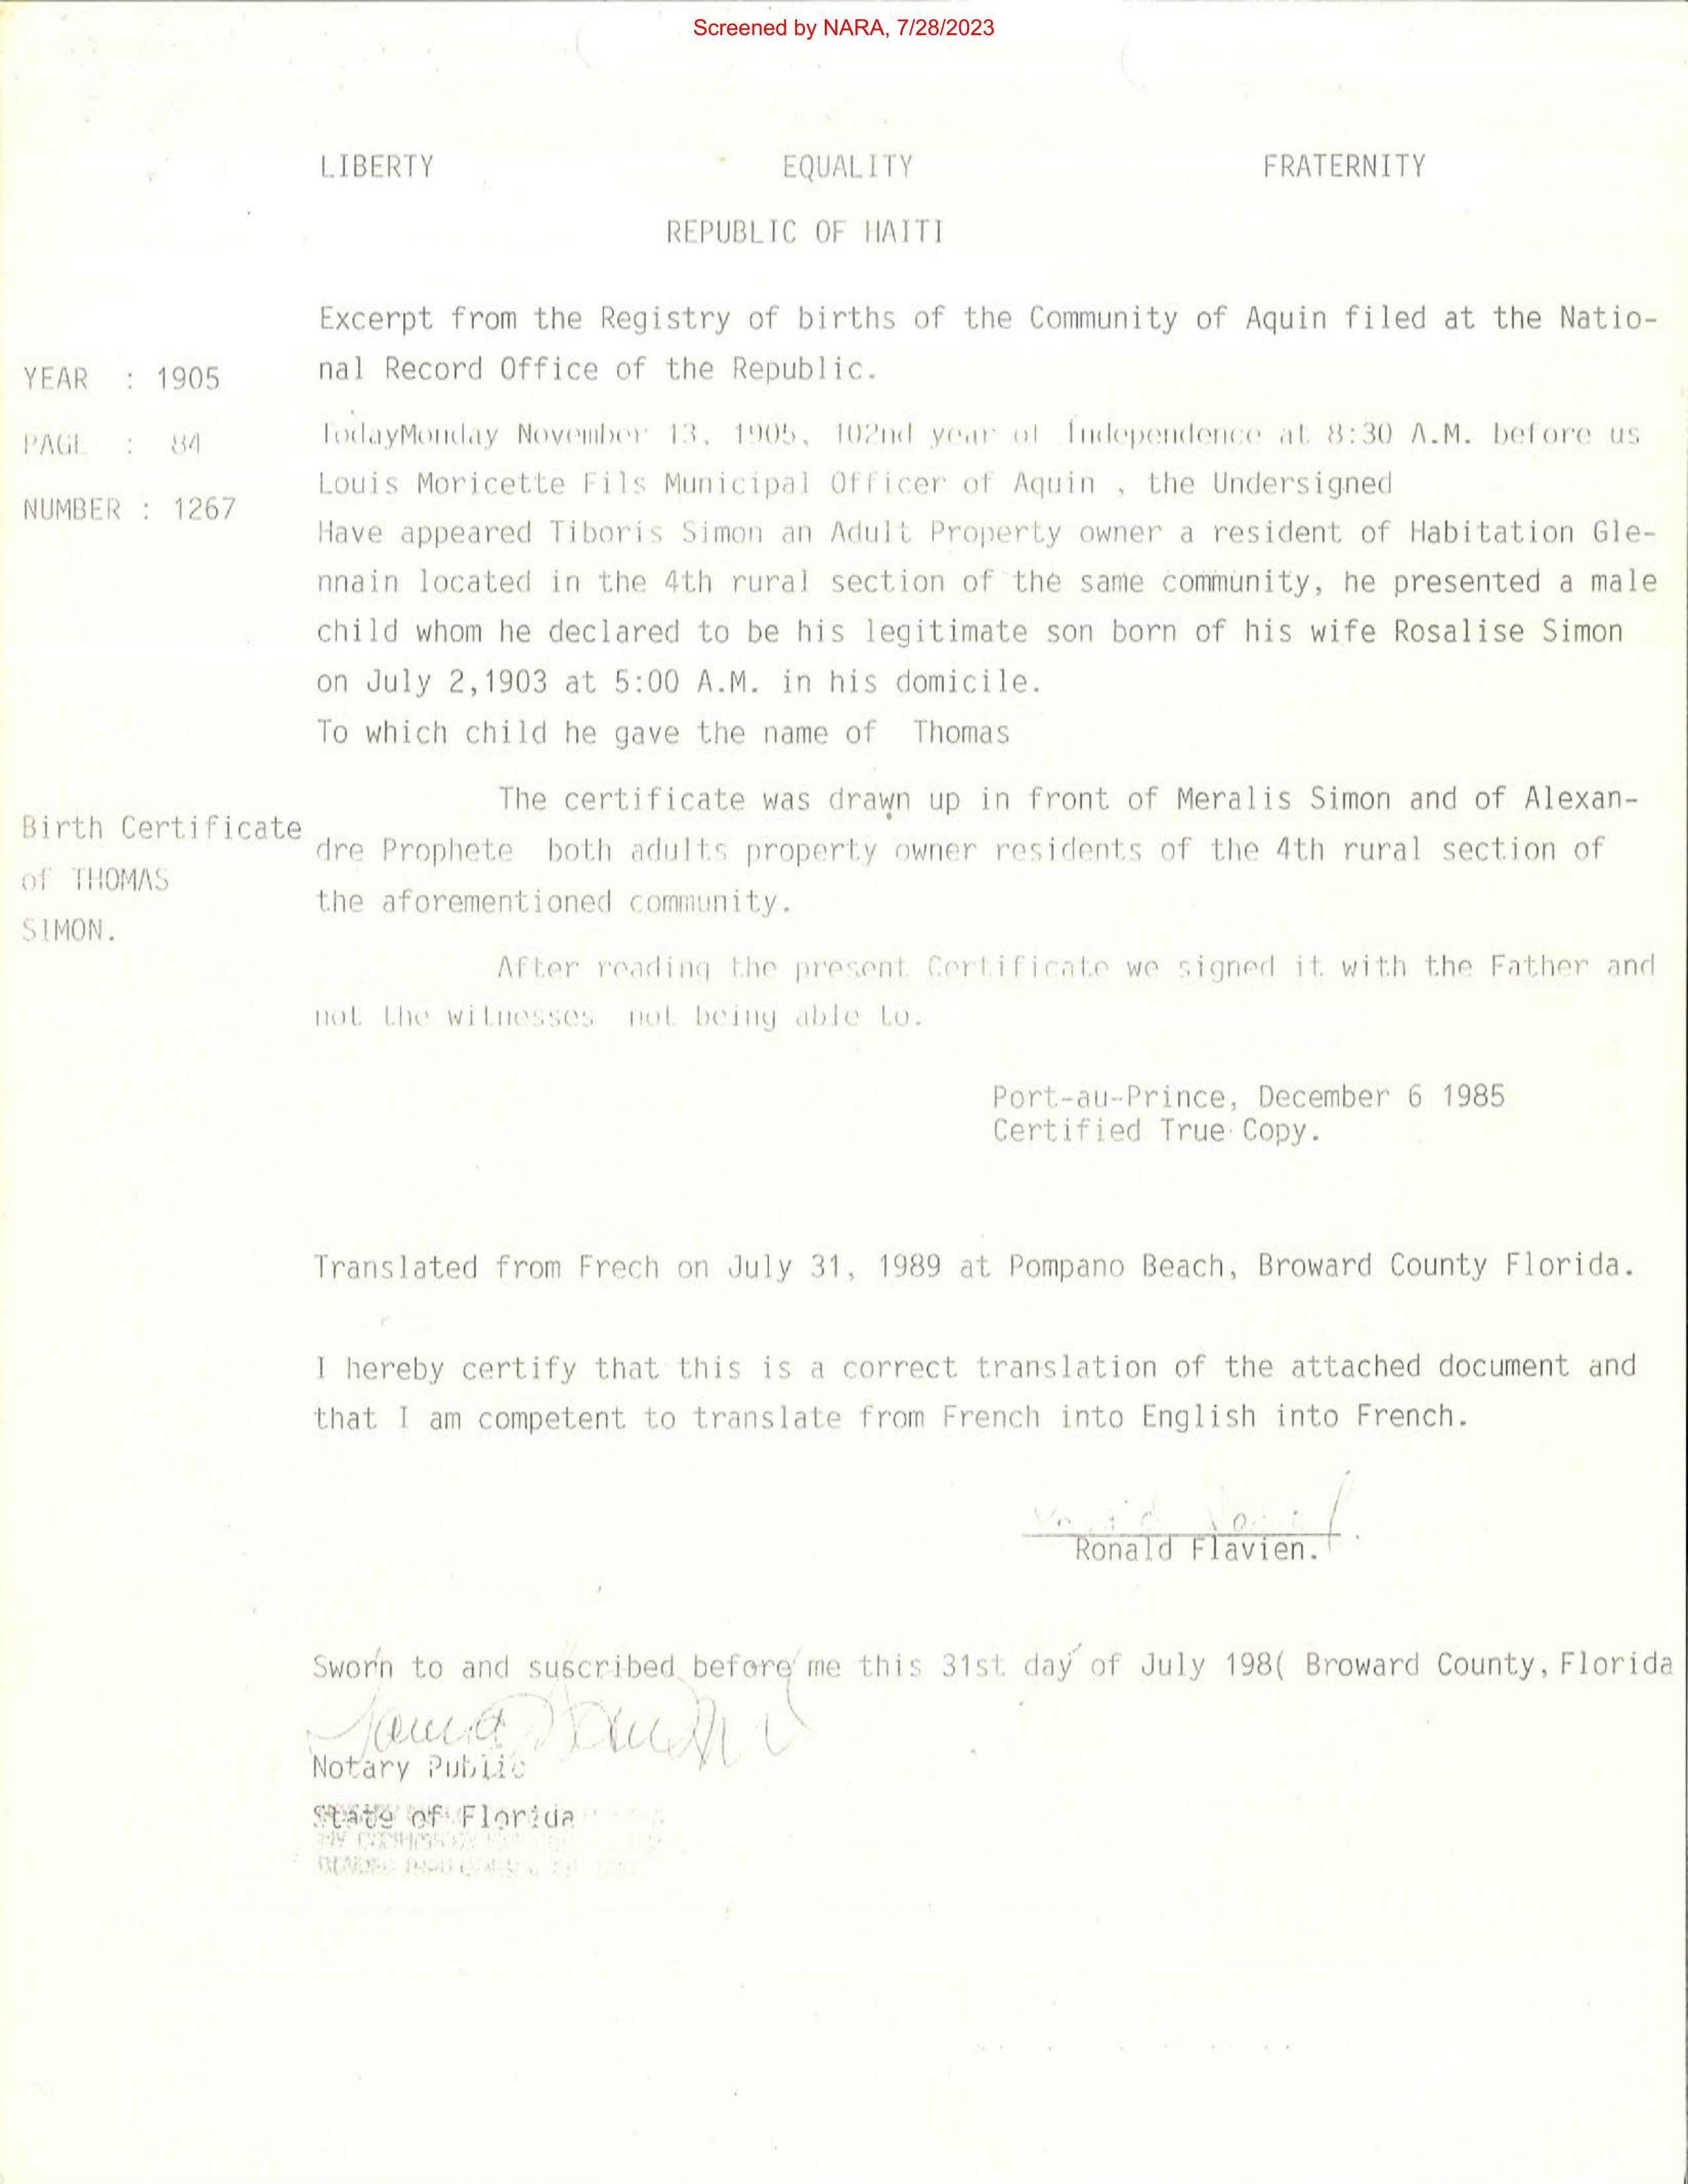 Screened by NARA, 7/28/2023
LIBERTY EQUALITY FRATERNITY
REPUBLIC OF HAITI
Excerpt from the Registry of births of the Community of Aquin filed at the Natio-
nal Record Office of the Republic.
YEAR : 1905
PAGE : 84
NUMBER : 1267
TodayMonday November 13, 1905, 102nd year of Independence at 8:30 A.M. before us
Louis Moricette Fils Municipal Officer of Aquin , the Undersigned
Have appeared Tiboris Simon an Adult Property owner a resident of Habitation Gle-
nnain located in the 4th rural section of the same community, he presented a male
child whom he declared to be his legitimate son born of his wife Rosalise Simon
on July 2,1903 at 5:00 A.M. in his domicile.
To which child he gave the name of Thomas
Birth Certificate
of THOMAS
SIMON.
The certificate was drawn up in front of Meralis Simon and of Alexan-
dre Prophete both adults property owner residents of the 4th rural section of
the aforementioned community.
After reading the present Certificate we signed it with the Father and
not the witnesses not being able to.
Port-au-Prince, December 6 1985
Certified True Copy.
Translated from Frech on July 31, 1989 at Pompano Beach, Broward County Florida.
I hereby certify that this is a correct translation of the attached document and
that I am competent to translate from French into English into French.
Ronald Flavien.
Sworn to and suscribed before me this 31st day of July 198( Broward County, Florida
Notary Public
State of Florida